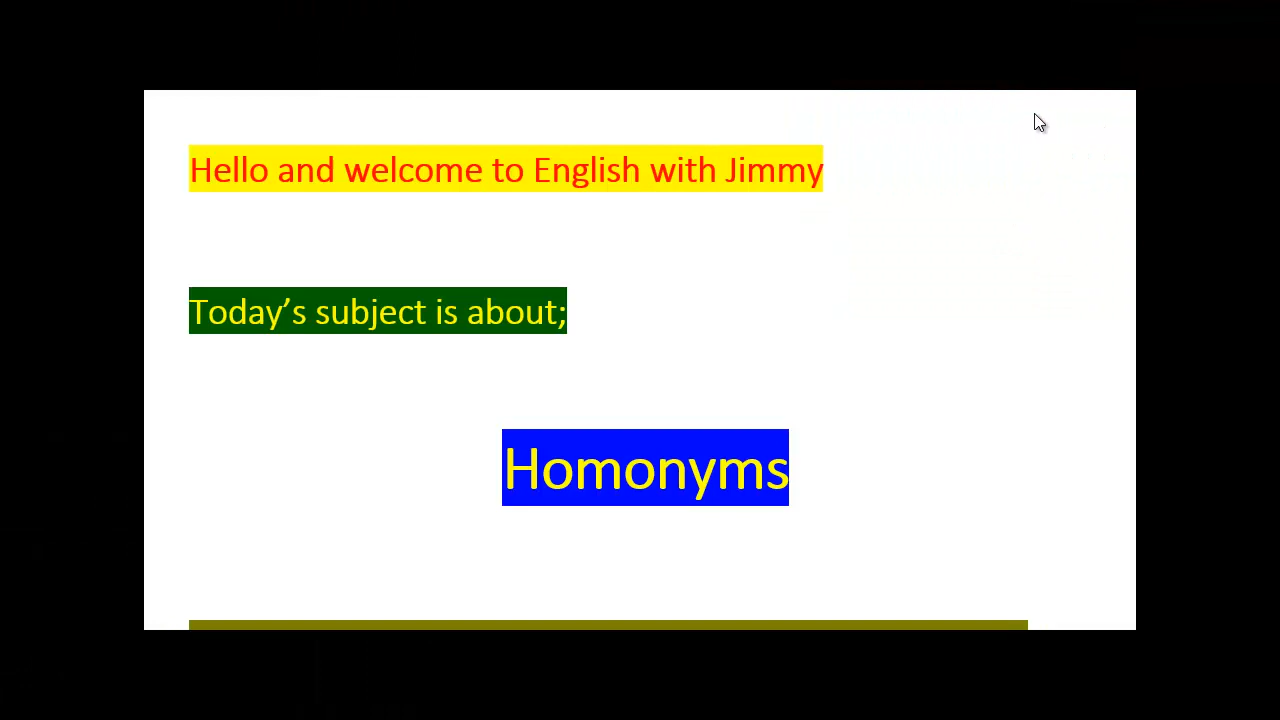 Hello and welcome to English with Jimmy
Today’s subject is about;
Homonyms